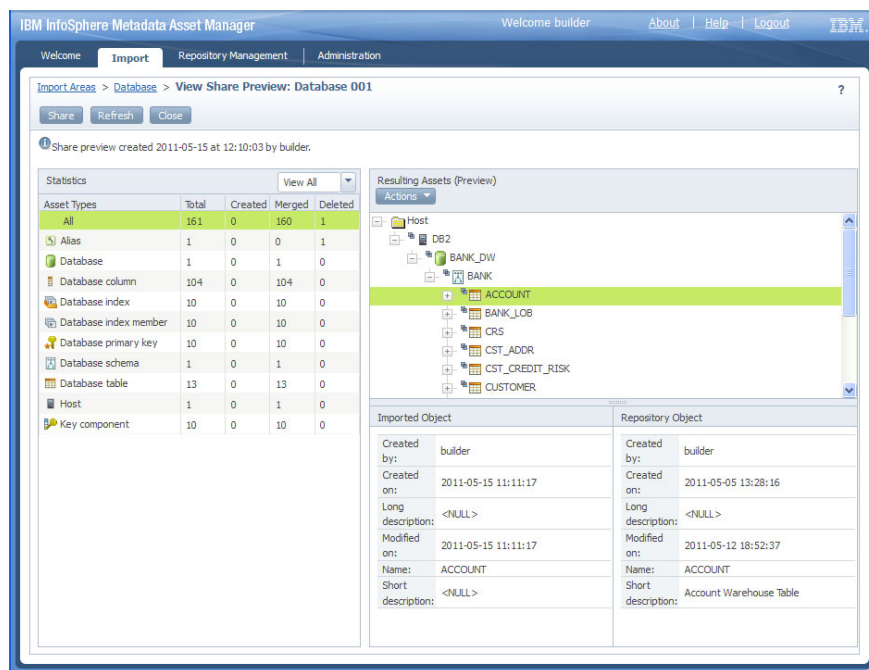 IBM InfoSphere Metadata Asset Manager Welcome builder About | Help | Logout IBM.
Welcome Import Repository Management Administration
Import Areas > Database > View Share Preview: Database 001 ?
Share Refresh Close
Share preview created 2011-05-15 at 12:10:03 by builder.
Statistics View All
Asset Types Total Created Merged Deleted
All 161 0 160 1
Alias 1 0 0 1
Database 1 0 1 0
Database column 104 0 104 0
Database index 10 0 10 0
Database index member 10 0 10 0
Database primary key 10 0 10 0
Database schema 1 0 1 0
Database table 13 0 13 0
Host 1 0 1 0
Key component 10 0 10 0
Resulting Assets (Preview)
Actions
Host
DB2
BANK_DW
BANK
ACCOUNT
BANK_LOB
CRS
CST_ADDR
CST_CREDIT_RISK
CUSTOMER
Imported Object
Created by: builder
Created on: 2011-05-15 11:11:17
Long description: <NULL>
Modified on: 2011-05-15 11:11:17
Name: ACCOUNT
Short description: <NULL>
Repository Object
Created by: builder
Created on: 2011-05-05 13:28:16
Long description: <NULL>
Modified on: 2011-05-12 18:52:37
Name: ACCOUNT
Short description: Account Warehouse Table